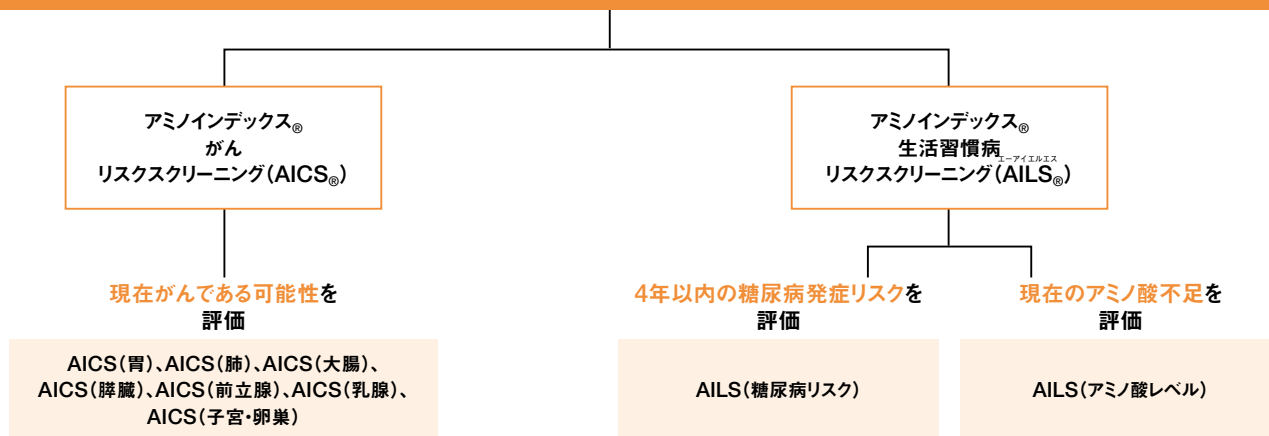 アミノインデックス®
がん
リスクスクリーニング(AICS®)
アミノインデックス®
生活習慣病
エーアイエルエス
リスクスクリーニング(AILS®)
現在がんである可能性を
評価
AICS(胃)、AICS(肺)、AICS(大腸)、
AICS(膵臓)、AICS(前立腺)、AICS(乳腺)、
AICS(子宮・卵巣)
4年以内の糖尿病発症リスクを
評価
AILS(糖尿病リスク)
現在のアミノ酸不足を
評価
AILS(アミノ酸レベル)